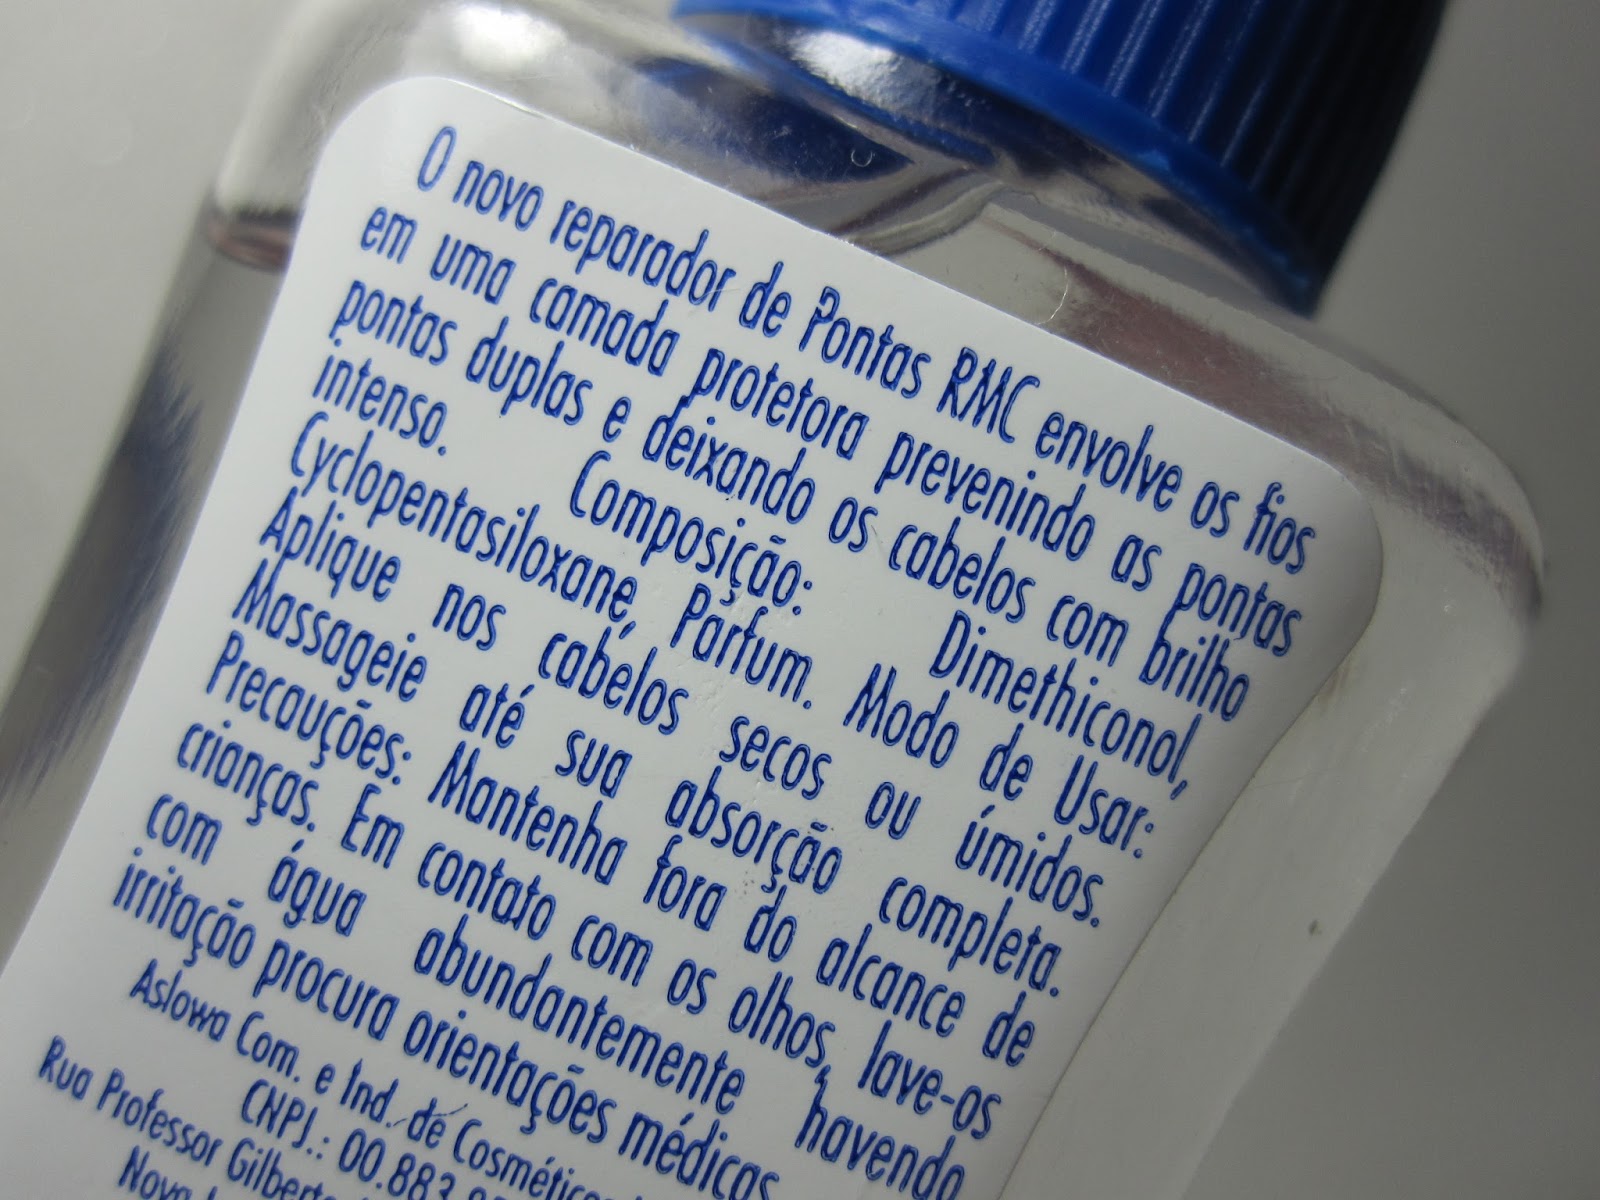 O novo reparador de Pontas RMC envolve os fios
em uma camada protetora prevenindo as pontas
pontas duplas e deixando os cabelos com brilho
intenso. Composição: Dimethiconol,
Cyclopentasiloxane, Parfum. Modo de Usar:
Aplique nos cabelos secos ou úmidos.
Massageie até sua absorção completa.
Precauções: Mantenha fora do alcance de
crianças. Em contato com os olhos, lave-os
com água abundantemente havendo
irritação procura orientações médicas
Aslowa Com. e Ind. de Cosméticos
CNPJ.: 00.883
Rua Professor Gilberto
Nova